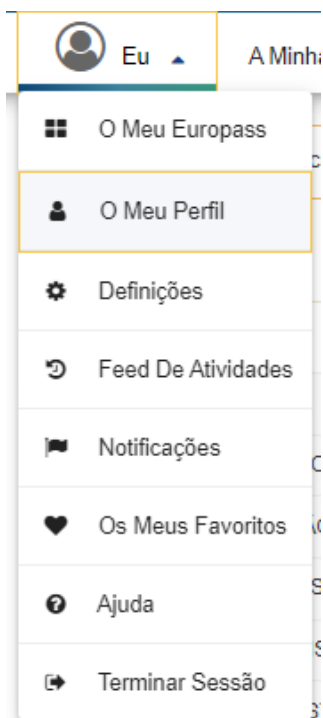 Eu A Minha
O Meu Europass
O Meu Perfil
Definições
Feed De Atividades
Notificações
Os Meus Favoritos
Ajuda
Terminar Sessão